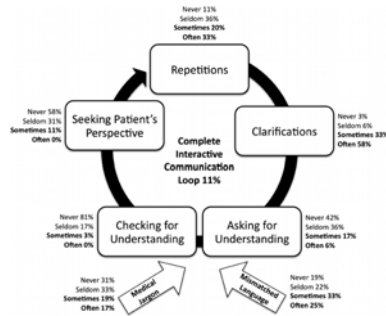 Never 11%
Seldom 36%
Sometimes 20%
Often 33%
Repetitions
Never 58%
Seldom 31%
Sometimes 11%
Often 0%
Seeking Patient's
Perspective
Clarifications
Never 3%
Seldom 6%
Sometimes 33%
Often 58%
Complete
Interactive
Communication
Loop 11%
Never 81%
Seldom 17%
Sometimes 3%
Often 0%
Checking for
Understanding
Asking for
Understanding
Never 42%
Seldom 36%
Sometimes 17%
Often 6%
Never 31%
Seldom 33%
Sometimes 19%
Often 17%
Medical
Jargon
Mismatched
Language
Never 19%
Seldom 22%
Sometimes 33%
Often 25%